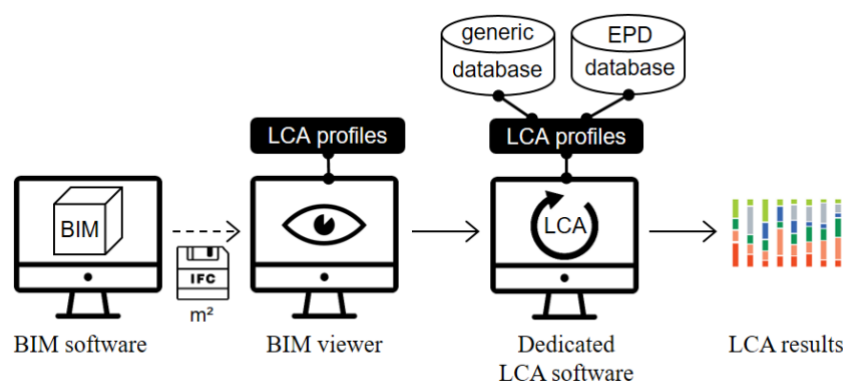 generic
database
EPD
database
LCA profiles
LCA profiles
BIM
LCA
IFC
m²
BIM software
BIM viewer
Dedicated
LCA software
LCA results